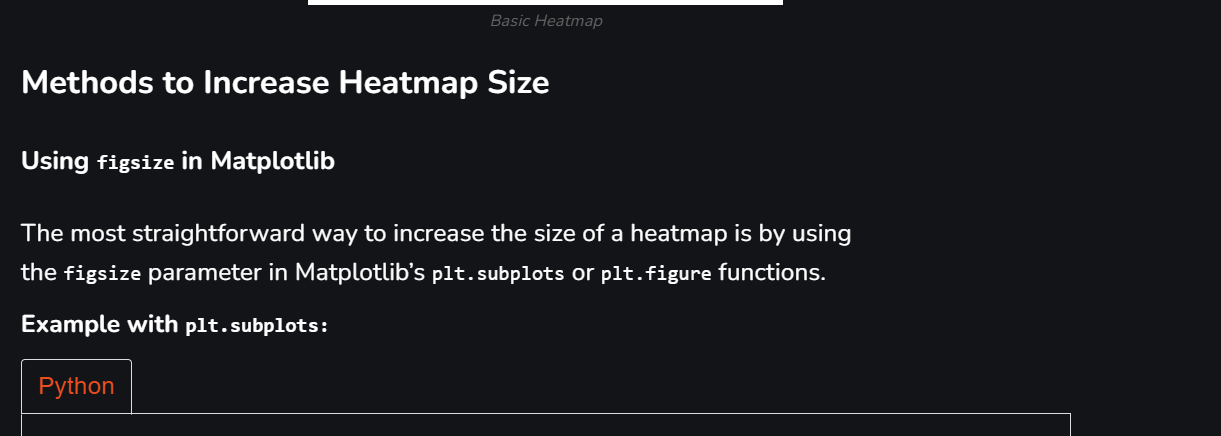 Basic Heatmap
Methods to Increase Heatmap Size
Using figsize in Matplotlib
The most straightforward way to increase the size of a heatmap is by using
the figsize parameter in Matplotlib’s plt.subplots or plt.figure functions.
Example with plt.subplots:
Python